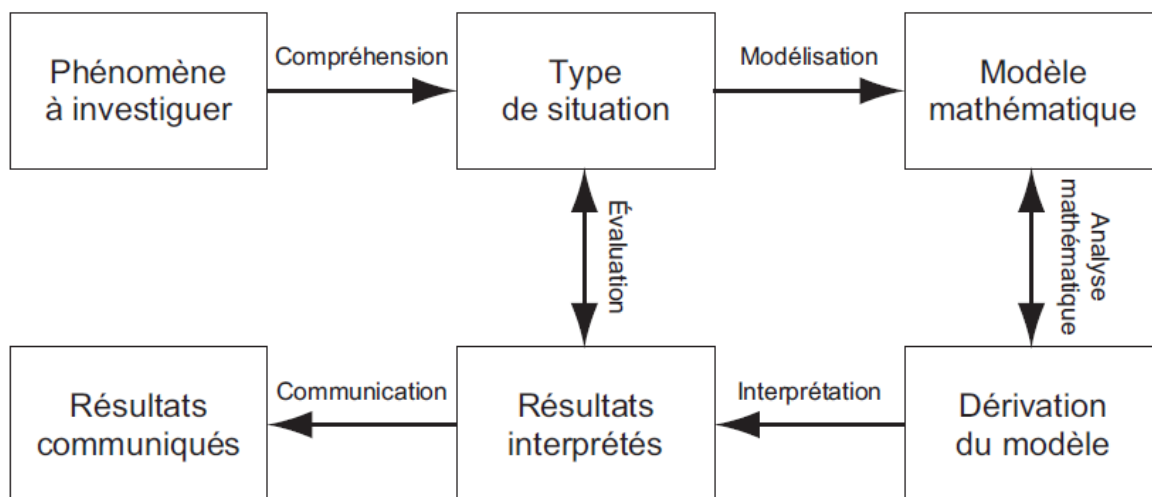 Phénomène
à investiguer
Compréhension
Type
de situation
Modélisation
Modèle
mathématique
Évaluation
Analyse
mathématique
Résultats
communiqués
Communication
Résultats
interprétés
Interprétation
Dérivation
du modèle